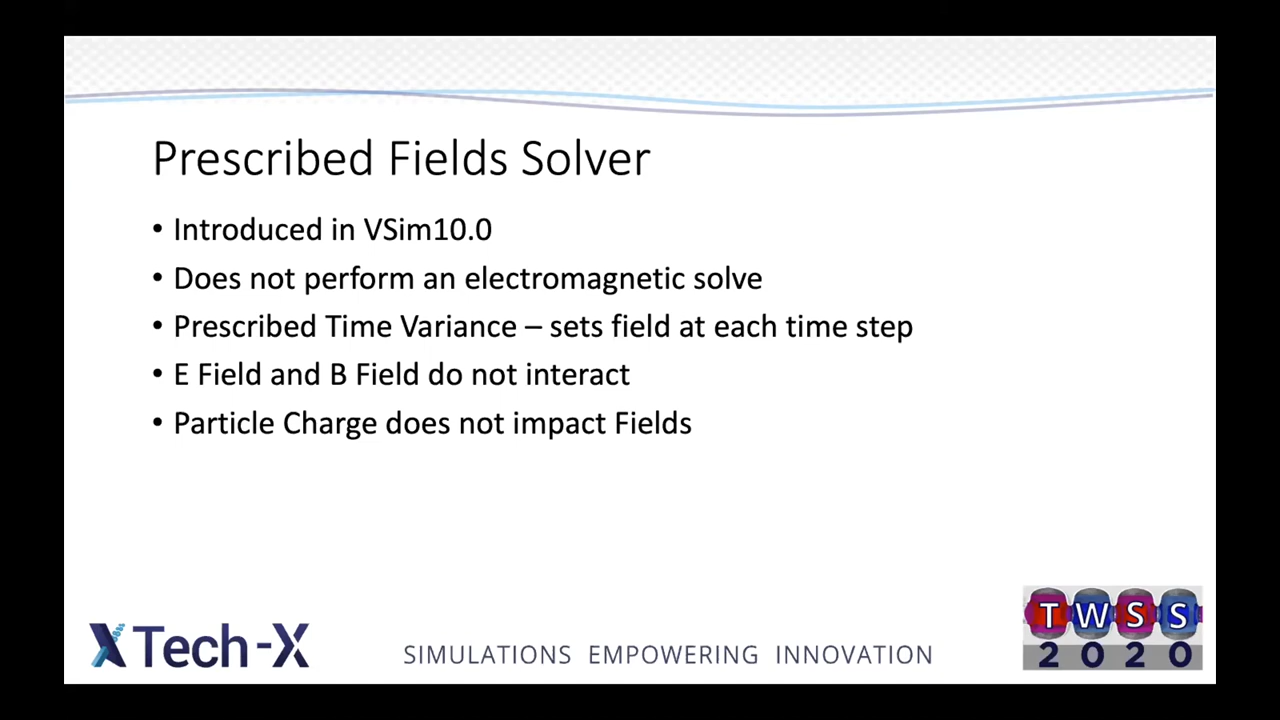 Prescribed Fields Solver
• Introduced in VSim10.0
• Does not perform an electromagnetic solve
• Prescribed Time Variance – sets field at each time step
• E Field and B Field do not interact
• Particle Charge does not impact Fields
Tech-X
SIMULATIONS EMPOWERING INNOVATION
TWSS
2020